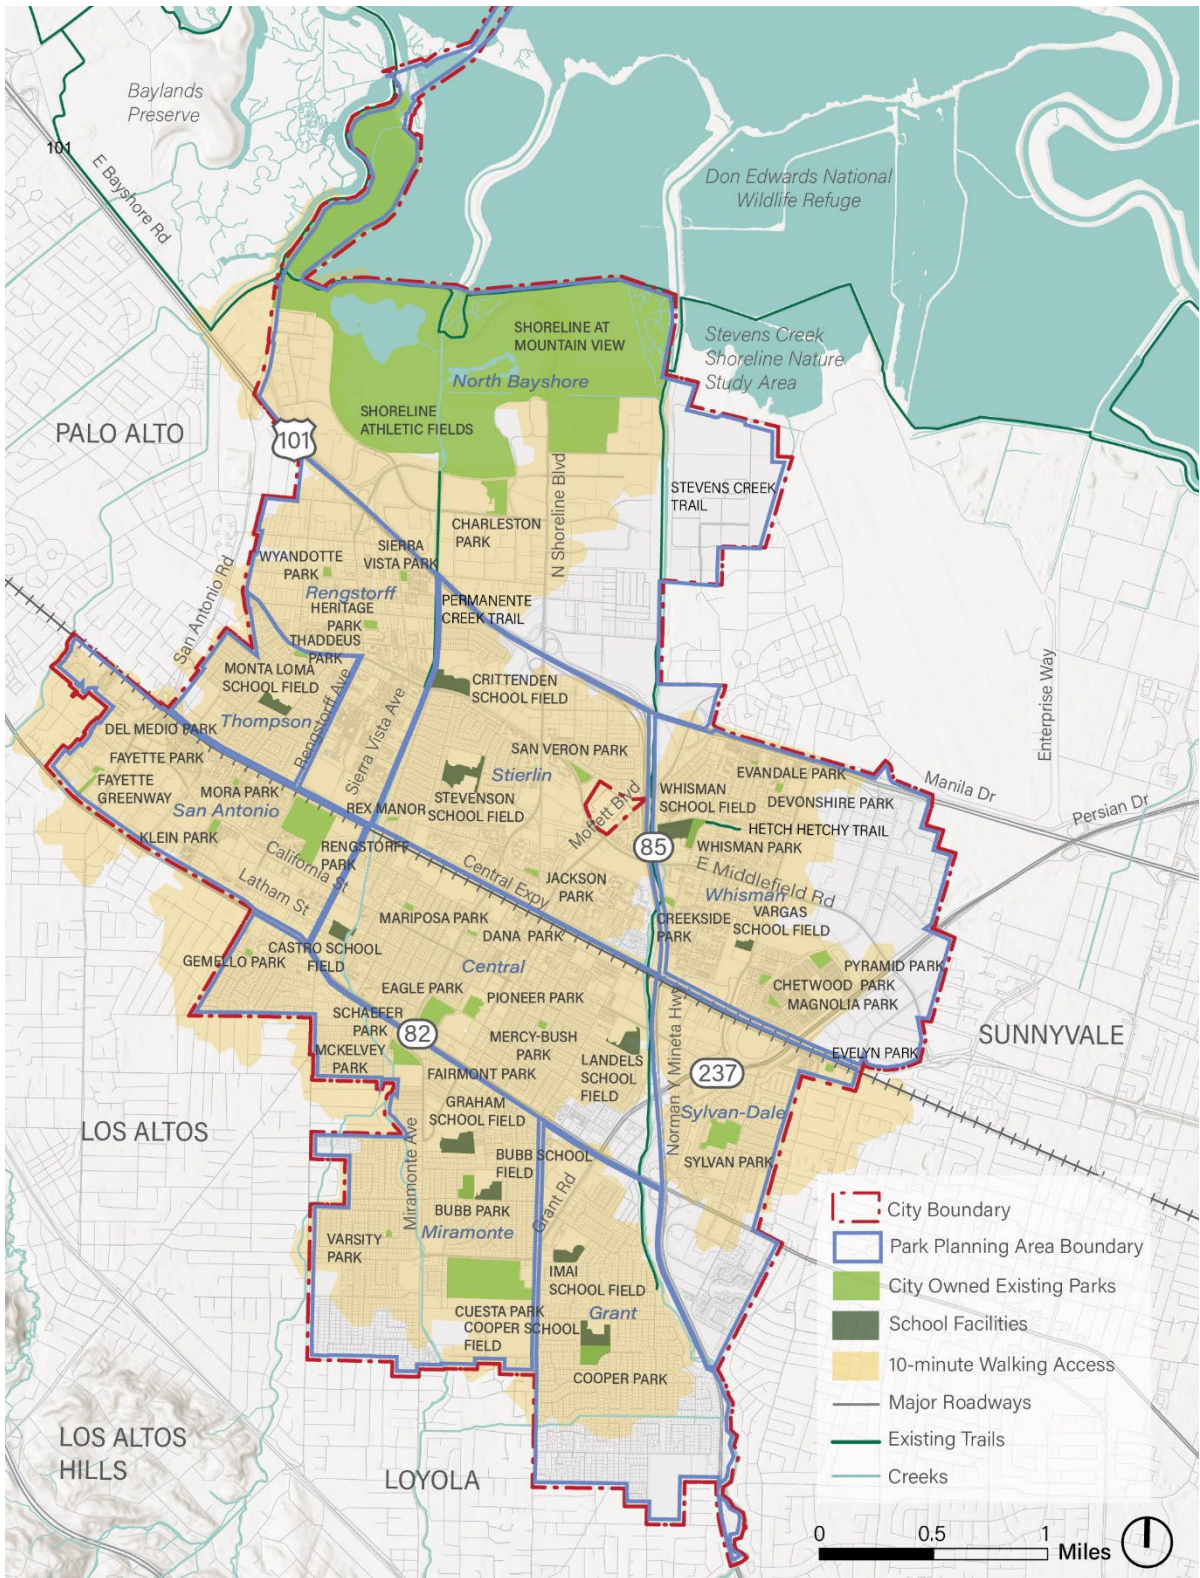 Baylands
Preserve
101
E Bayshore Rd
Don Edwards National
Wildlife Refuge
SHORELINE AT
MOUNTAIN VIEW
Stevens Creek
Shoreline Nature
Study Area
North Bayshore
SHORELINE
ATHLETIC FIELDS
PALO ALTO
101
N Shoreline Blvd
STEVENS CREEK
TRAIL
CHARLESTON
PARK
San Antonio Rd
WYANDOTTE
PARK
SIERRA
VISTA PARK
Rengstorff
HERITAGE
PARK
PERMANENTE
CREEK TRAIL
THADDEUS
PARK
MONTA LOMA
SCHOOL FIELD
CRITTENDEN
SCHOOL FIELD
Enterprise Way
Thompson
Rengstorff Ave
Sierra Vista Ave
DEL MEDIO PARK
FAYETTE PARK
FAYETTE
GREENWAY
MORA PARK
San Antonio
KLEIN PARK
SAN VERON PARK
Stierlin
STEVENSON
SCHOOL FIELD
REX MANOR
Moffett Blvd
WHISMAN
SCHOOL FIELD
EVANDALE PARK
DEVONSHIRE PARK
Manila Dr
Persian Dr
HETCH HETCHY TRAIL
WHISMAN PARK
85
RENGSTORFF
PARK
California St
Latham St
Central Expy
JACKSON
PARK
E Middlefield Rd
Whisman
VARGAS
SCHOOL FIELD
CREEKSIDE
PARK
MARIPOSA PARK
DANA PARK
CASTRO SCHOOL
FIELD
GEMELLO PARK
Central
PYRAMID PARK
CHETWOOD PARK
MAGNOLIA PARK
EAGLE PARK
PIONEER PARK
SCHAEFER
PARK
82
MERCY-BUSH
PARK
MCKELVEY
PARK
FAIRMONT PARK
LANDELS
SCHOOL
FIELD
Norman Y Mineta Hwy
237
EVELYN PARK
SUNNYVALE
LOS ALTOS
GRAHAM
SCHOOL FIELD
Sylvan-Dale
SYLVAN PARK
BUBB SCHOOL
FIELD
Miramonte Ave
Grant Rd
BUBB PARK
Miramonte
VARSITY
PARK
IMAI
SCHOOL FIELD
CUESTA PARK
COOPER SCHOOL
FIELD
Grant
COOPER PARK
LOS ALTOS
HILLS
LOYOLA
City Boundary
Park Planning Area Boundary
City Owned Existing Parks
School Facilities
10-minute Walking Access
Major Roadways
Existing Trails
Creeks
0 0.5 1
Miles